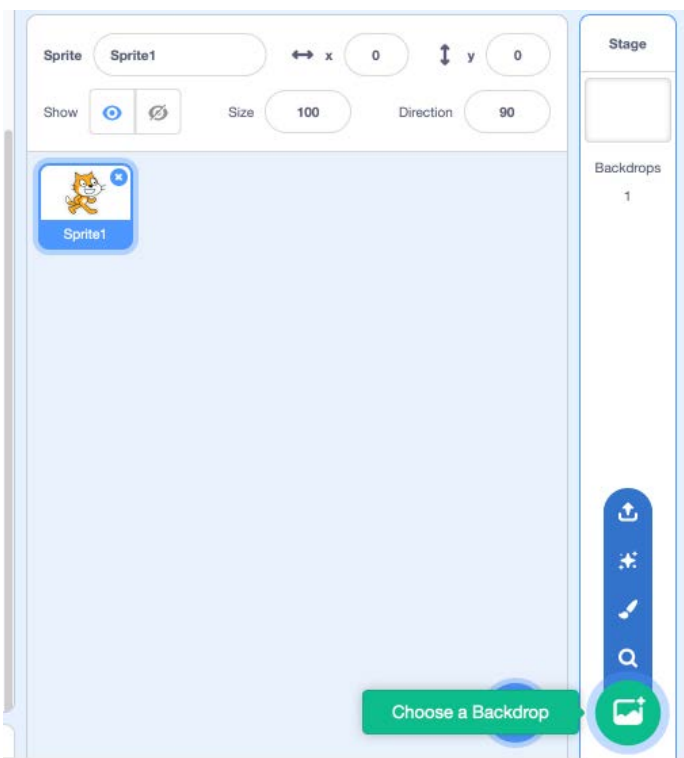 Sprite Sprite1 x 0 y 0
Show Size 100 Direction 90
Sprite1
Stage
Backdrops
1
Choose a Backdrop